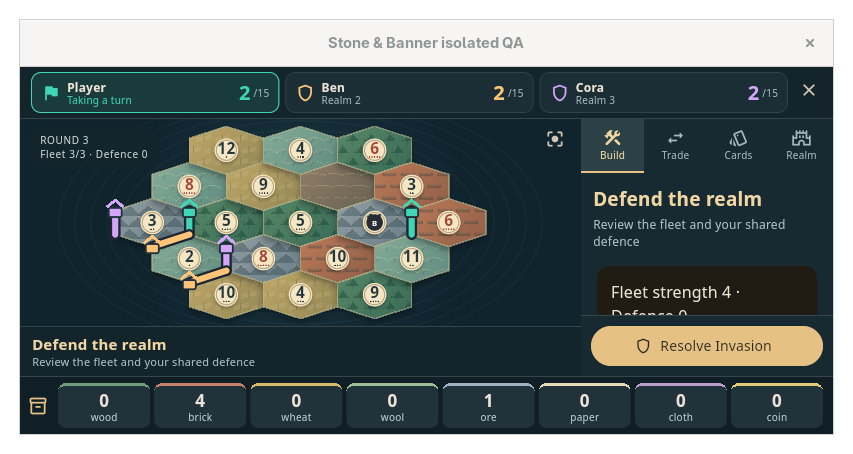 Stone & Banner isolated QA
Player
Taking a turn
2 /15
Ben
Realm 2
2 /15
Cora
Realm 3
2 /15
ROUND 3
Fleet 3/3 · Defence 0
12
4
6
8
9
3
3
5
5
B
6
2
8
10
11
10
4
9
Build
Trade
Cards
Realm
Defend the realm
Review the fleet and your shared
defence
Fleet strength 4 ·
Defence 0
Resolve Invasion
Defend the realm
Review the fleet and your shared defence
0
wood
4
brick
0
wheat
0
wool
1
ore
0
paper
0
cloth
0
coin